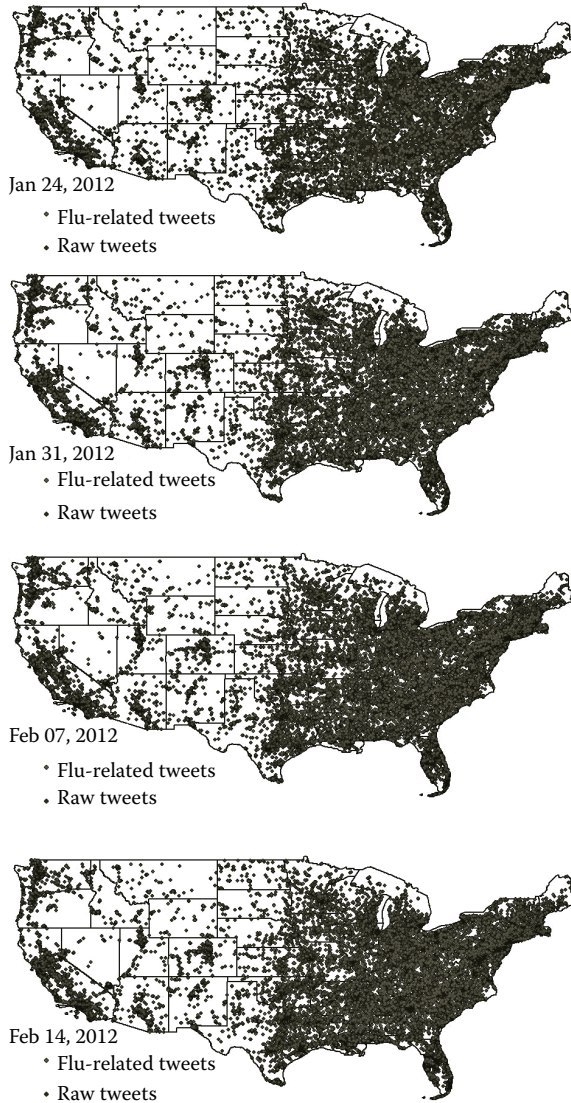 Jan 24, 2012
Flu-related tweets
Raw tweets
Jan 31, 2012
Flu-related tweets
Raw tweets
Feb 07, 2012
Flu-related tweets
Raw tweets
Feb 14, 2012
Flu-related tweets
Raw tweets